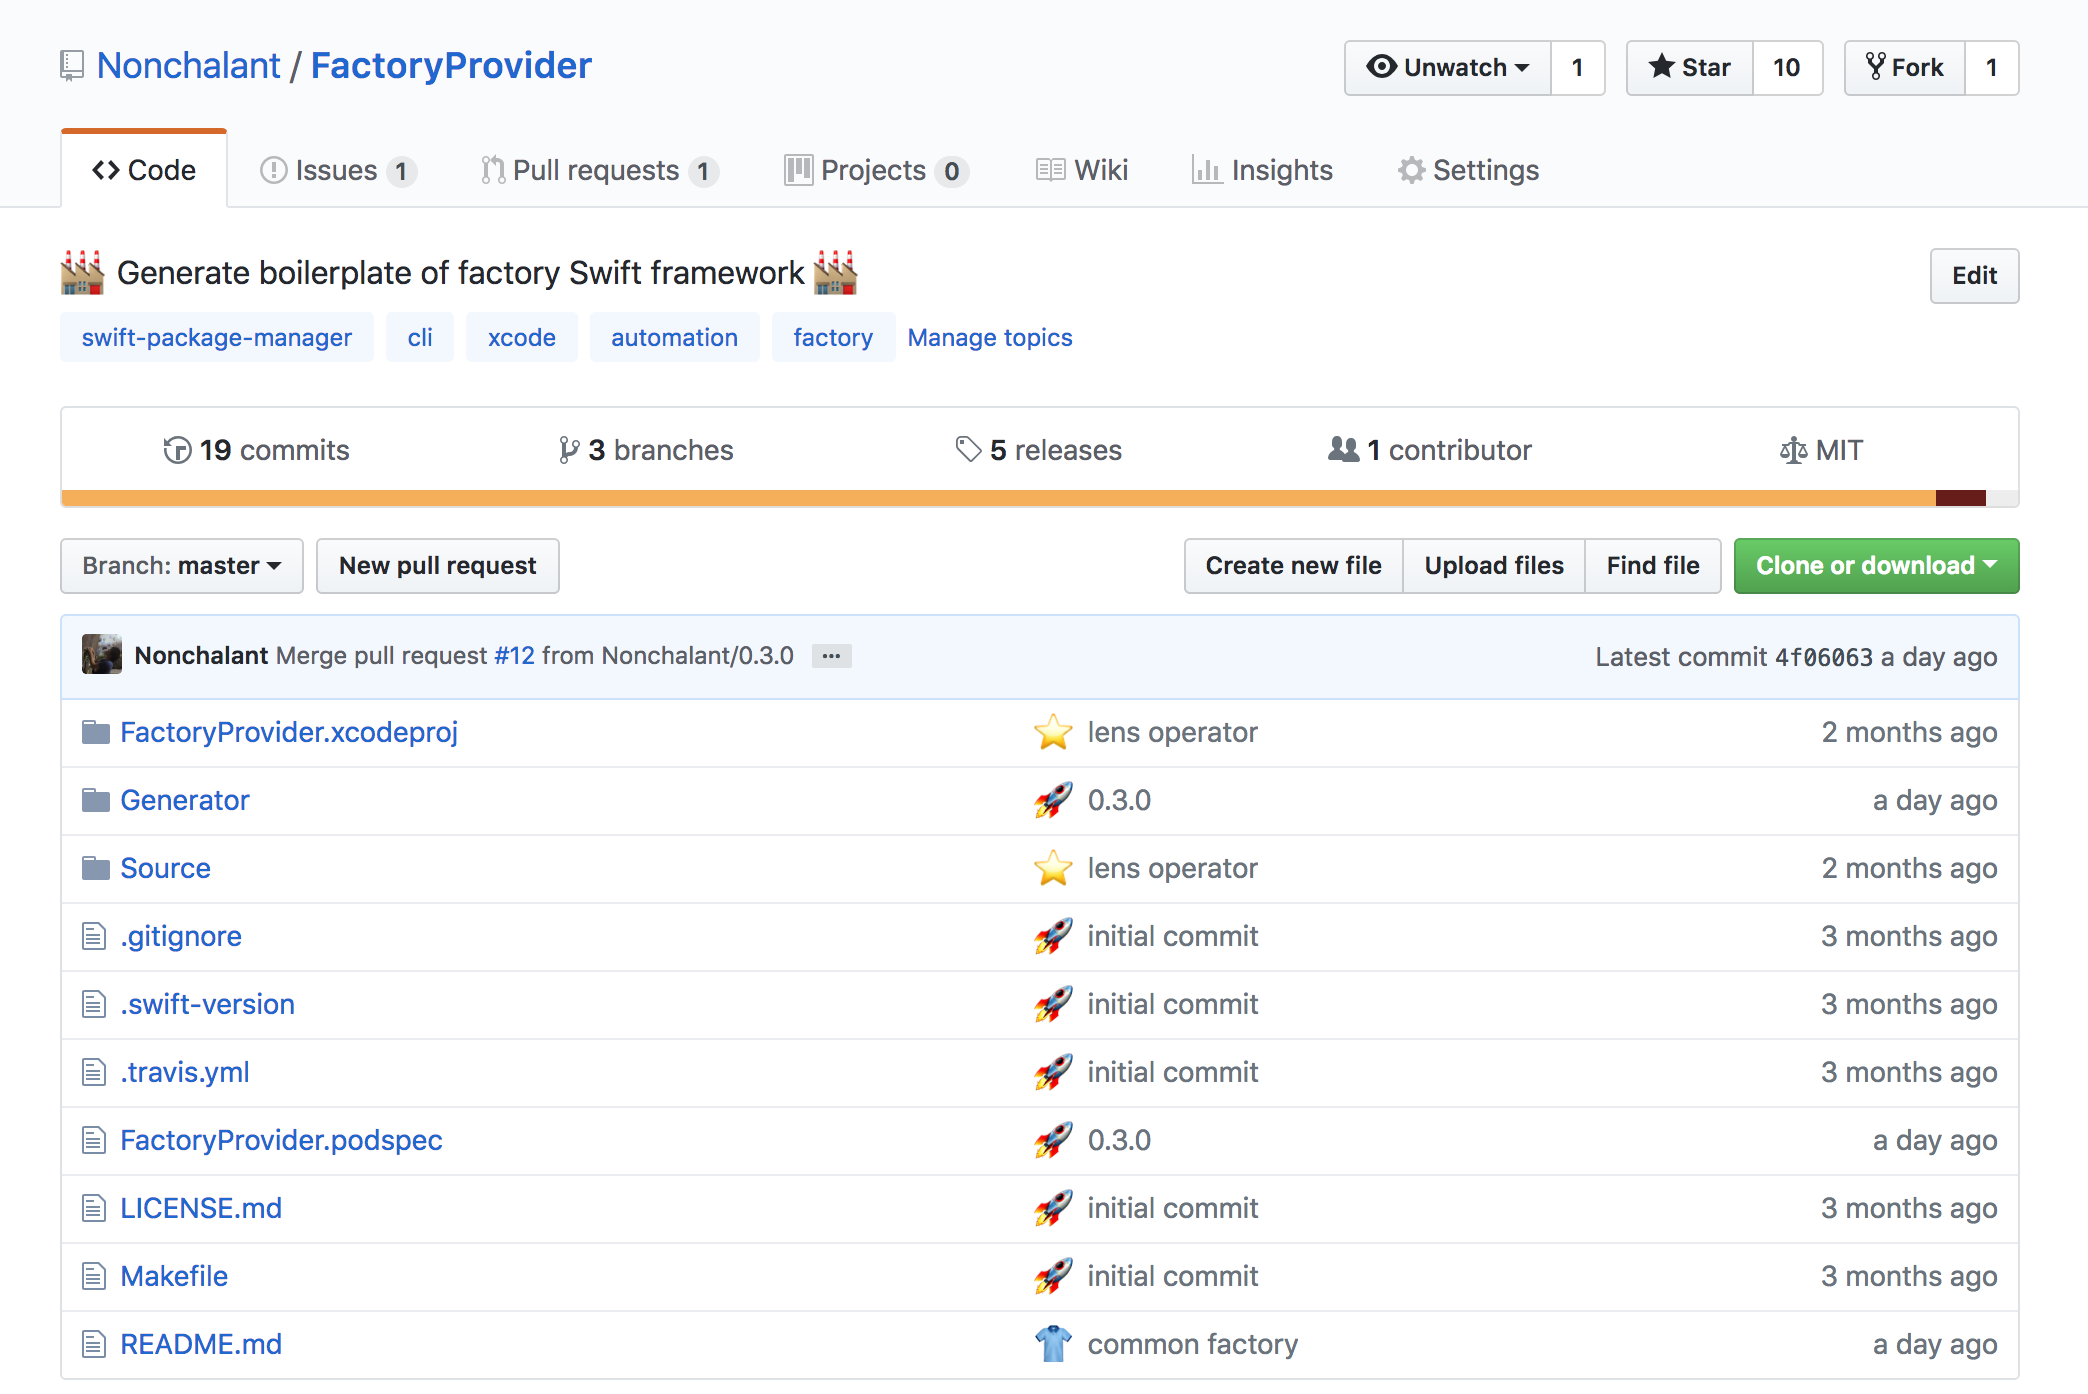 Nonchalant / FactoryProvider
Unwatch 1 Star 10 Fork 1
Code Issues 1 Pull requests 1 Projects 0 Wiki Insights Settings
Generate boilerplate of factory Swift framework
Edit
swift-package-manager cli xcode automation factory Manage topics
19 commits 3 branches 5 releases 1 contributor MIT
Branch: master New pull request Create new file Upload files Find file Clone or download
Nonchalant Merge pull request #12 from Nonchalant/0.3.0 ... Latest commit 4f06063 a day ago
FactoryProvider.xcodeproj lens operator 2 months ago
Generator 0.3.0 a day ago
Source lens operator 2 months ago
.gitignore initial commit 3 months ago
.swift-version initial commit 3 months ago
.travis.yml initial commit 3 months ago
FactoryProvider.podspec 0.3.0 a day ago
LICENSE.md initial commit 3 months ago
Makefile initial commit 3 months ago
README.md common factory a day ago